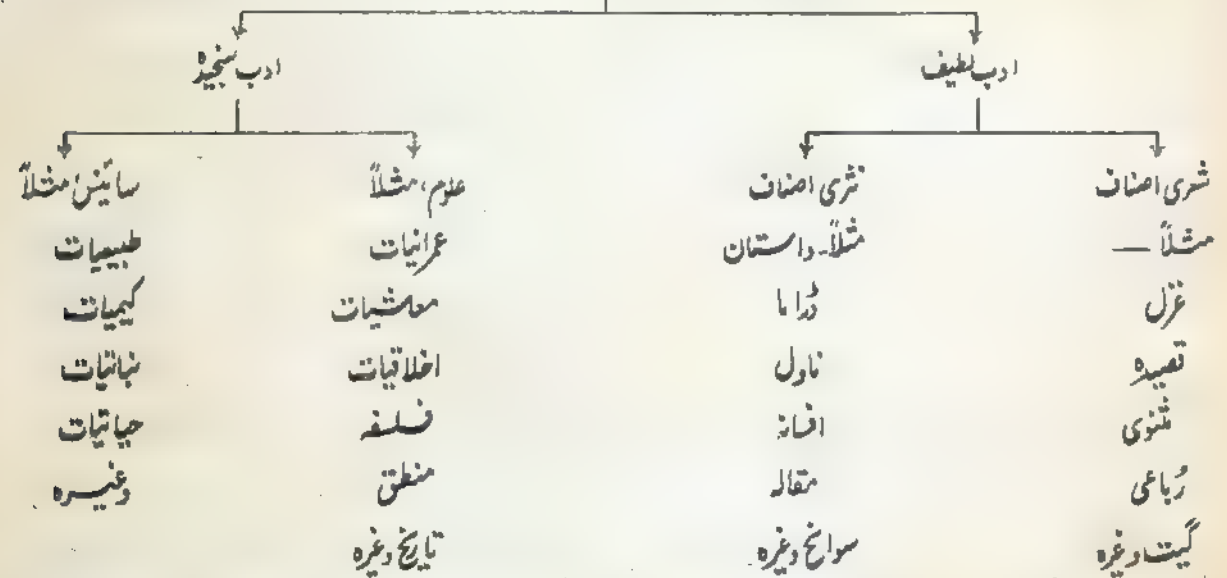 ادب لطیف ادب سنجیدہ
شعری اصناف نثری اصناف علوم، مثلاً سائنس مثلاً
مثلاً — مثلاً۔ داستان عمرانیات طبیعیات
غزل ڈراما معاشیات کیمیات
قصیدہ ناول اخلاقیات نباتیات
مثنوی افسانہ فلسفہ حیاتیات
رُباعی مقالہ منطق وغیرہ
گیت وغیرہ سوانح وغیرہ تاریخ وغیرہ